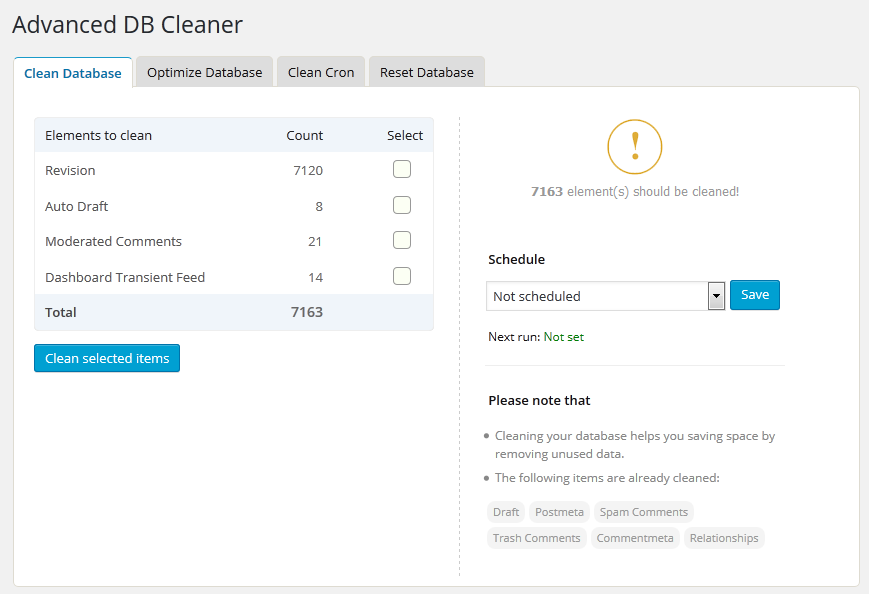 Advanced DB Cleaner
Clean Database Optimize Database Clean Cron Reset Database
Elements to clean Count Select
Revision 7120
Auto Draft 8
Moderated Comments 21
Dashboard Transient Feed 14
Total 7163
Clean selected items
!
7163 element(s) should be cleaned!
Schedule
Not scheduled Save
Next run: Not set
Please note that
• Cleaning your database helps you saving space by
removing unused data.
• The following items are already cleaned:
Draft Postmeta Spam Comments
Trash Comments Commentmeta Relationships